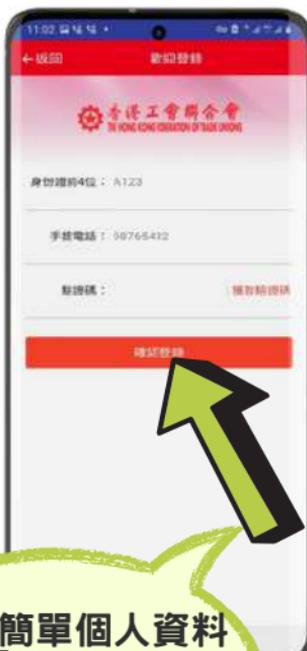 11:02
←返回 歡迎登錄
香港工會聯合會
THE HONG KONG FEDERATION OF TRADE UNIONS
身份證前4位： A123
手提電話： 98765432
驗證碼： 獲取驗證碼
確認登錄
簡單個人資料